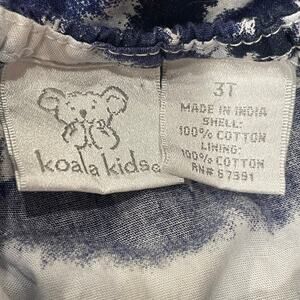 koala kids
3T
MADE IN INDIA
SHELL:
100% COTTON
LINING:
100% COTTON
RN# 67391